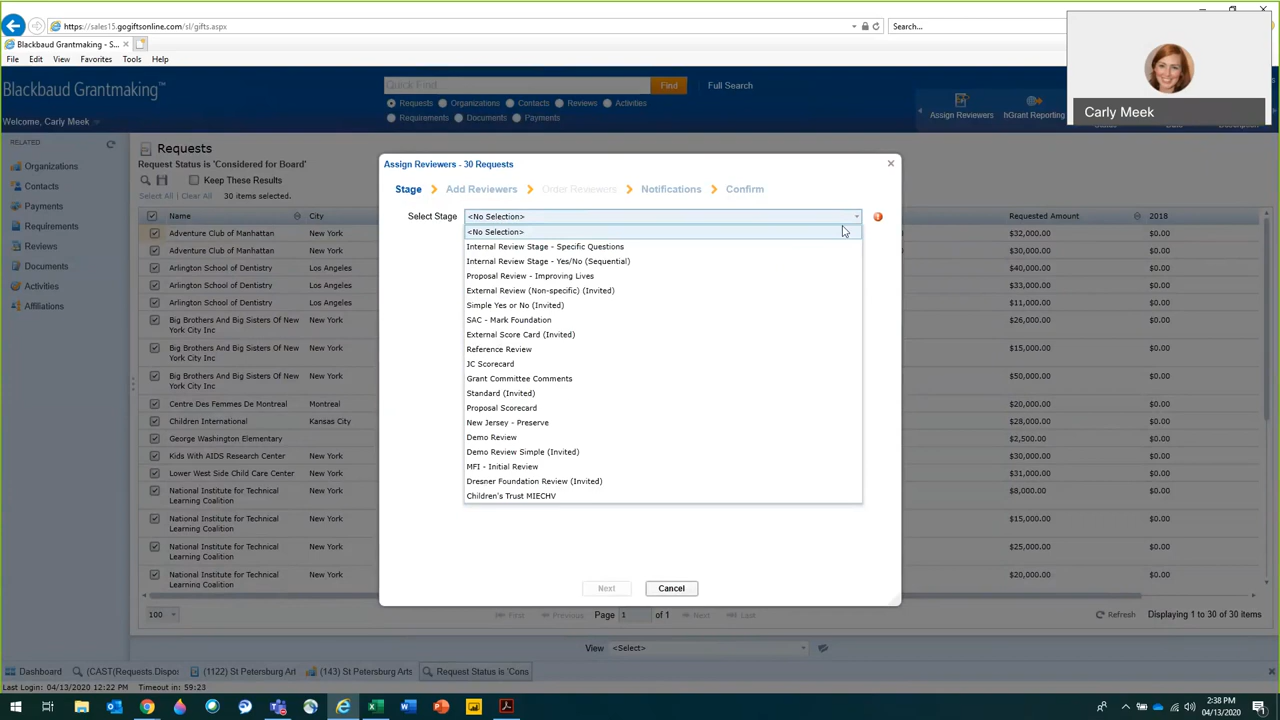 https://sales15.gogiftsonline.com/sl/gifts.aspx
Search...
Blackbaud Grantmaking - S...
File Edit View Favorites Tools Help
Carly Meek
Blackbaud Grantmaking™
Quick Find
Find
Full Search
Requests Organizations Contacts Reviews Activities
Requirements Documents Payments
Welcome, Carly Meek
Assign Reviewers
hGrant Reporting
RELATED
Organizations
Contacts
Payments
Requirements
Reviews
Documents
Activities
Affiliations
Requests
Request Status is 'Considered for Board'
Keep These Results
Select All | Clear All 30 items selected.
Name City Requested Amount 2018
Adventure Club of Manhattan New York $32,000.00 $0.00
Adventure Club of Manhattan New York $33,000.00 $0.00
Arlington School of Dentistry Los Angeles $40,000.00 $0.00
Arlington School of Dentistry Los Angeles $33,000.00 $0.00
Arlington School of Dentistry Los Angeles $11,000.00 $0.00
Big Brothers And Big Sisters Of New York $26,000.00 $0.00
York City Inc
Big Brothers And Big Sisters Of New York $15,000.00 $0.00
York City Inc
Big Brothers And Big Sisters Of New York $50,000.00 $0.00
York City Inc
Centre Des Femmes De Montreal Montreal $20,000.00 $0.00
Children International Kansas City $28,000.00 $0.00
George Washington Elementary $2,500.00 $0.00
Kids With AIDS Research Center New York $30,000.00 $0.00
Lower West Side Child Care Center New York $31,000.00 $0.00
National Institute for Technical New York $8,000.00 $0.00
Learning Coalition
National Institute for Technical New York $15,000.00 $0.00
Learning Coalition
National Institute for Technical New York $25,000.00 $0.00
Learning Coalition
National Institute for Technical New York $20,000.00 $0.00
Assign Reviewers - 30 Requests
Stage Add Reviewers Order Reviewers Notifications Confirm
Select Stage <No Selection>
<No Selection>
Internal Review Stage - Specific Questions
Internal Review Stage - Yes/No (Sequential)
Proposal Review - Improving Lives
External Review (Non-specific) (Invited)
Simple Yes or No (Invited)
SAC - Mark Foundation
External Score Card (Invited)
Reference Review
JC Scorecard
Grant Committee Comments
Standard (Invited)
Proposal Scorecard
New Jersey - Preserve
Demo Review
Demo Review Simple (Invited)
MFI - Initial Review
Dresner Foundation Review (Invited)
Children's Trust MIECHV
Next Cancel
100 First Previous Page 1 of 1 Next Last Refresh Displaying 1 to 30 of 30 items
View <Select>
Dashboard (CAST(Requests.Dispo (1122) St Petersburg Art (143) St Petersburg Arts Request Status is 'Cons
Last Login: 04/13/2020 12:22 PM Timeout in: 59:23
2:38 PM
04/13/2020